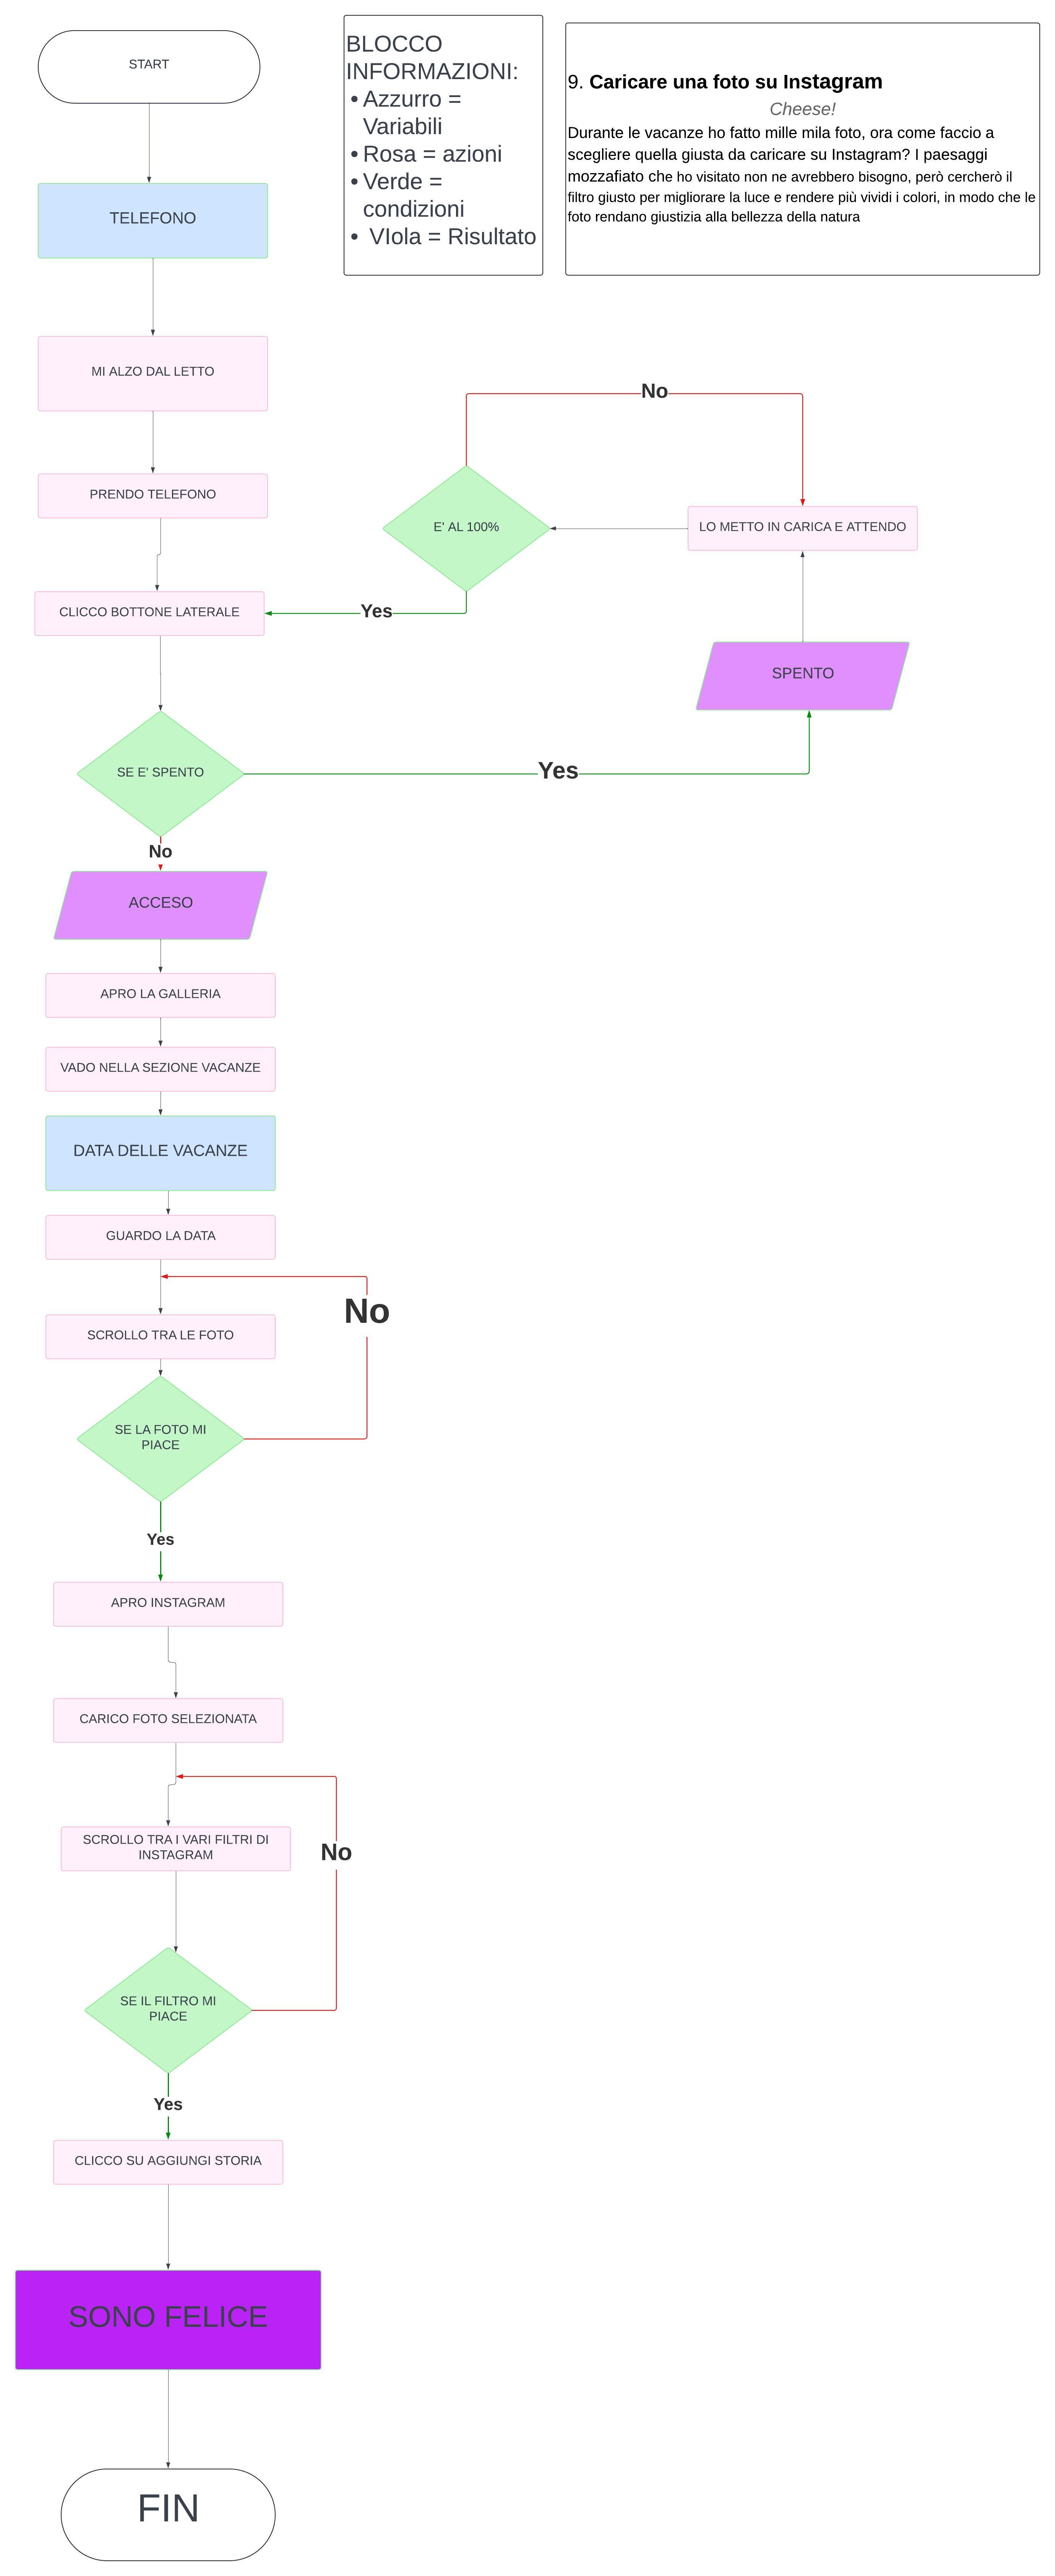 START
BLOCCO
INFORMAZIONI:
• Azzurro =
Variabili
• Rosa = azioni
• Verde =
condizioni
• VIola = Risultato
9. Caricare una foto su Instagram
Cheese!
Durante le vacanze ho fatto mille mila foto, ora come faccio a
scegliere quella giusta da caricare su Instagram? I paesaggi
mozzafiato che ho visitato non ne avrebbero bisogno, però cercherò il
filtro giusto per migliorare la luce e rendere più vividi i colori, in modo che le
foto rendano giustizia alla bellezza della natura
TELEFONO
MI ALZO DAL LETTO
No
PRENDO TELEFONO
E' AL 100%
LO METTO IN CARICA E ATTENDO
CLICCO BOTTONE LATERALE
Yes
SPENTO
SE E' SPENTO
Yes
No
ACCESO
APRO LA GALLERIA
VADO NELLA SEZIONE VACANZE
DATA DELLE VACANZE
GUARDO LA DATA
No
SCROLLO TRA LE FOTO
SE LA FOTO MI
PIACE
Yes
APRO INSTAGRAM
CARICO FOTO SELEZIONATA
SCROLLO TRA I VARI FILTRI DI
INSTAGRAM
No
SE IL FILTRO MI
PIACE
Yes
CLICCO SU AGGIUNGI STORIA
SONO FELICE
FIN